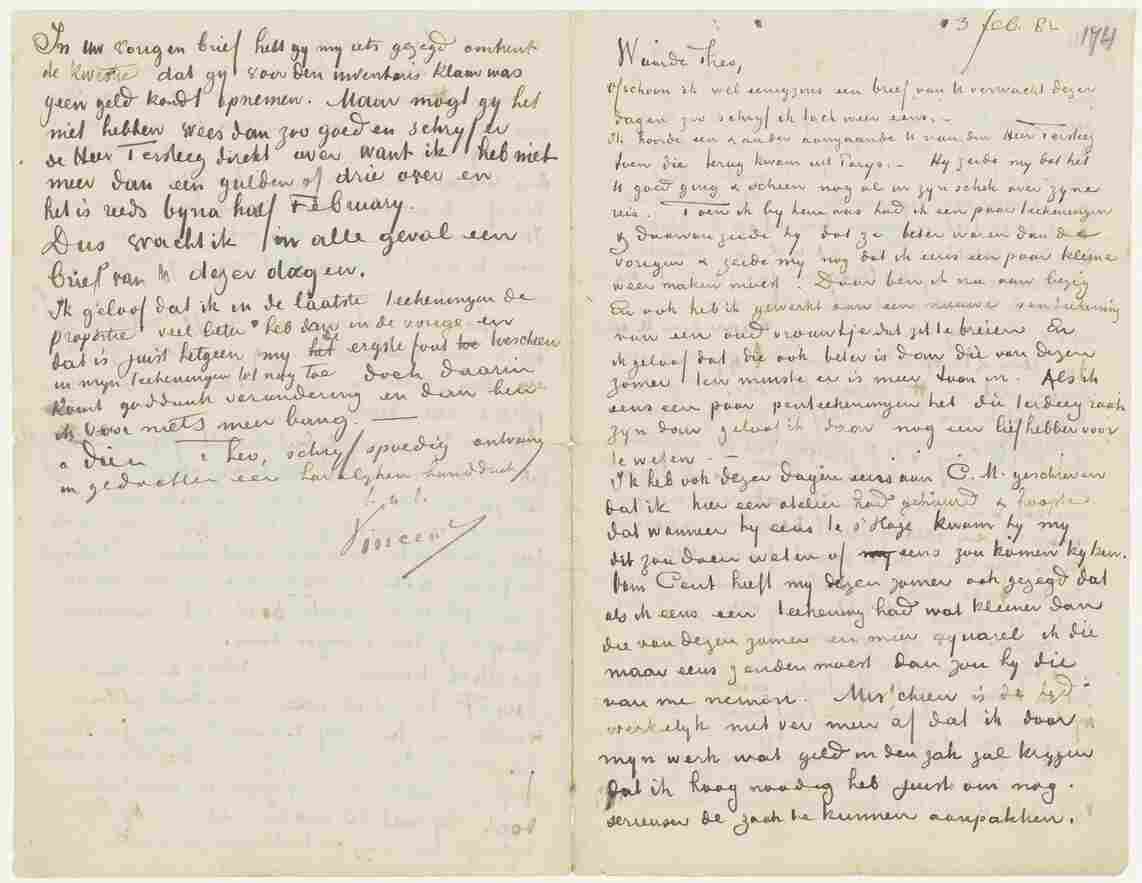 3 feb. 82
174
Waarde Theo,
ofschoon ik wel eenigzins een brief van U verwacht dezer
dagen zoo schrijf ik toch weer eens. –
Ik hoorde een & ander aangaande U van den Heer Tersteeg
toen die terug kwam uit Parys. – Hy zeide my dat het
U goed ging & scheen nog al in zyn schik over zyne
reis. Toen ik by hem was had ik een paar teekeningen
& daarvan zeide hy dat ze beter waren dan de
vorigen & zeide my nog dat ik eens een paar kleine
weer maken moest. Daar ben ik nu aan bezig
En ook heb ik gewerkt aan een nieuwe penteekening
van een oud vrouwtje dat zit te breien. En
ik geloof dat die ook beter is dan die van dezen
zomer ten minste er is meer toon in. Als ik
eens een paar penteekeningen heb die terdeeg raak
zyn dan geloof ik daar nog een liefhebber voor
te weten. –
Ik heb ook dezer dagen eens aan C. M. geschreven
dat ik hier een atelier had gehuurd & hoopte
dat wanneer hy eens te s' Hage kwam hy my
dit zou doen weten of my eens zou komen kyken.
Oom Cent heeft my dezen zomer ook gezegd dat
als ik eens een teekening had wat kleiner dan
die van dezen zomer en meer aquarel ik die
maar eens zenden moest dan zou hy die
van me nemen. Misschien is de tyd
werkelyk niet ver meer af dat ik door
myn werk wat geld in den zak zal krygen
dat ik hoog noodig heb juist om nog
serieuser de zaak te kunnen aanpakken.
In uw vorigen brief hebt gy my iets gezegd omtrent
de kwestie dat gy voor den inventaris klaar was
geen geld kondt opnemen. Maar mogt gy het
niet hebben wees dan zoo goed en schryf er
de Heer Tersteeg direkt over want ik heb niet
meer dan een gulden of drie over en
het is reeds byna half February.
Dus wacht ik in alle geval een
brief van U dezer dagen.
Ik geloof dat ik in de laatste teekeningen de
proportie veel beter heb dan in de vorige en
dat is juist hetgeen my het ergste fout toescheen
in mijn teekeningen tot nog toe doch daarin
komt goddank verandering en dan ben
ik voor niets meer bang. –
adieu Theo, schryf spoedig ontvang
in gedachten een hartelyken handdruk
t. à t.
Vincent